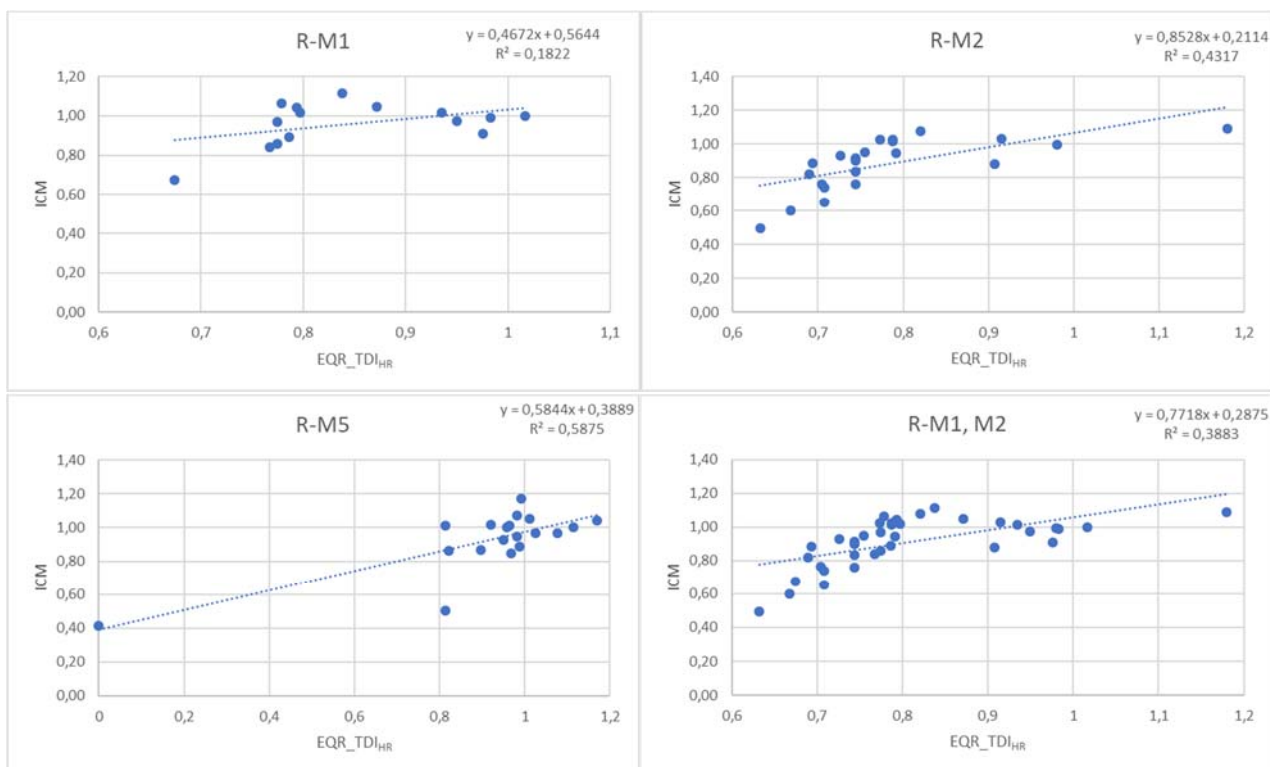 R-M1
y = 0,4672x + 0,5644
R² = 0,1822
1,20
1,00
0,80
0,60
0,40
0,20
0,00
ICM
0,6 0,7 0,8 0,9 1 1,1
EQR_TDIHR
R-M2
y = 0,8528x + 0,2114
R² = 0,4317
1,40
1,20
1,00
0,80
0,60
0,40
0,20
0,00
ICM
0,6 0,7 0,8 0,9 1 1,1 1,2
EQR_TDIHR
R-M5
y = 0,5844x + 0,3889
R² = 0,5875
1,40
1,20
1,00
0,80
0,60
0,40
0,20
0,00
ICM
0 0,2 0,4 0,6 0,8 1 1,2
EQR_TDIHR
R-M1, M2
y = 0,7718x + 0,2875
R² = 0,3883
1,40
1,20
1,00
0,80
0,60
0,40
0,20
0,00
ICM
0,6 0,7 0,8 0,9 1 1,1 1,2
EQR_TDIHR